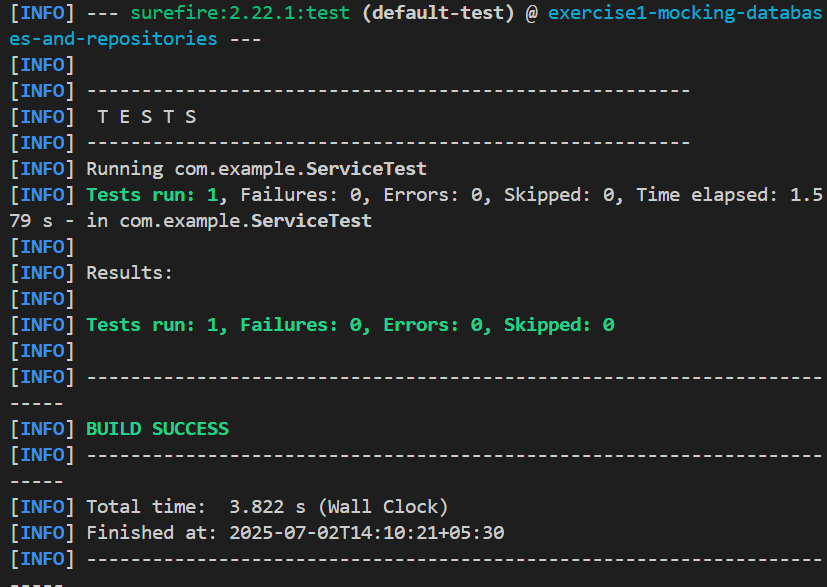 [INFO] --- surefire:2.22.1:test (default-test) @ exercise1-mocking-databas
es-and-repositories ---
[INFO]
[INFO] -------------------------------------------------------
[INFO]  T E S T S
[INFO] -------------------------------------------------------
[INFO] Running com.example.ServiceTest
[INFO] Tests run: 1, Failures: 0, Errors: 0, Skipped: 0, Time elapsed: 1.5
79 s - in com.example.ServiceTest
[INFO]
[INFO] Results:
[INFO]
[INFO] Tests run: 1, Failures: 0, Errors: 0, Skipped: 0
[INFO]
[INFO] -------------------------------------------------------------------
-----
[INFO] BUILD SUCCESS
[INFO] -------------------------------------------------------------------
-----
[INFO] Total time:  3.822 s (Wall Clock)
[INFO] Finished at: 2025-07-02T14:10:21+05:30
[INFO] -------------------------------------------------------------------
-----